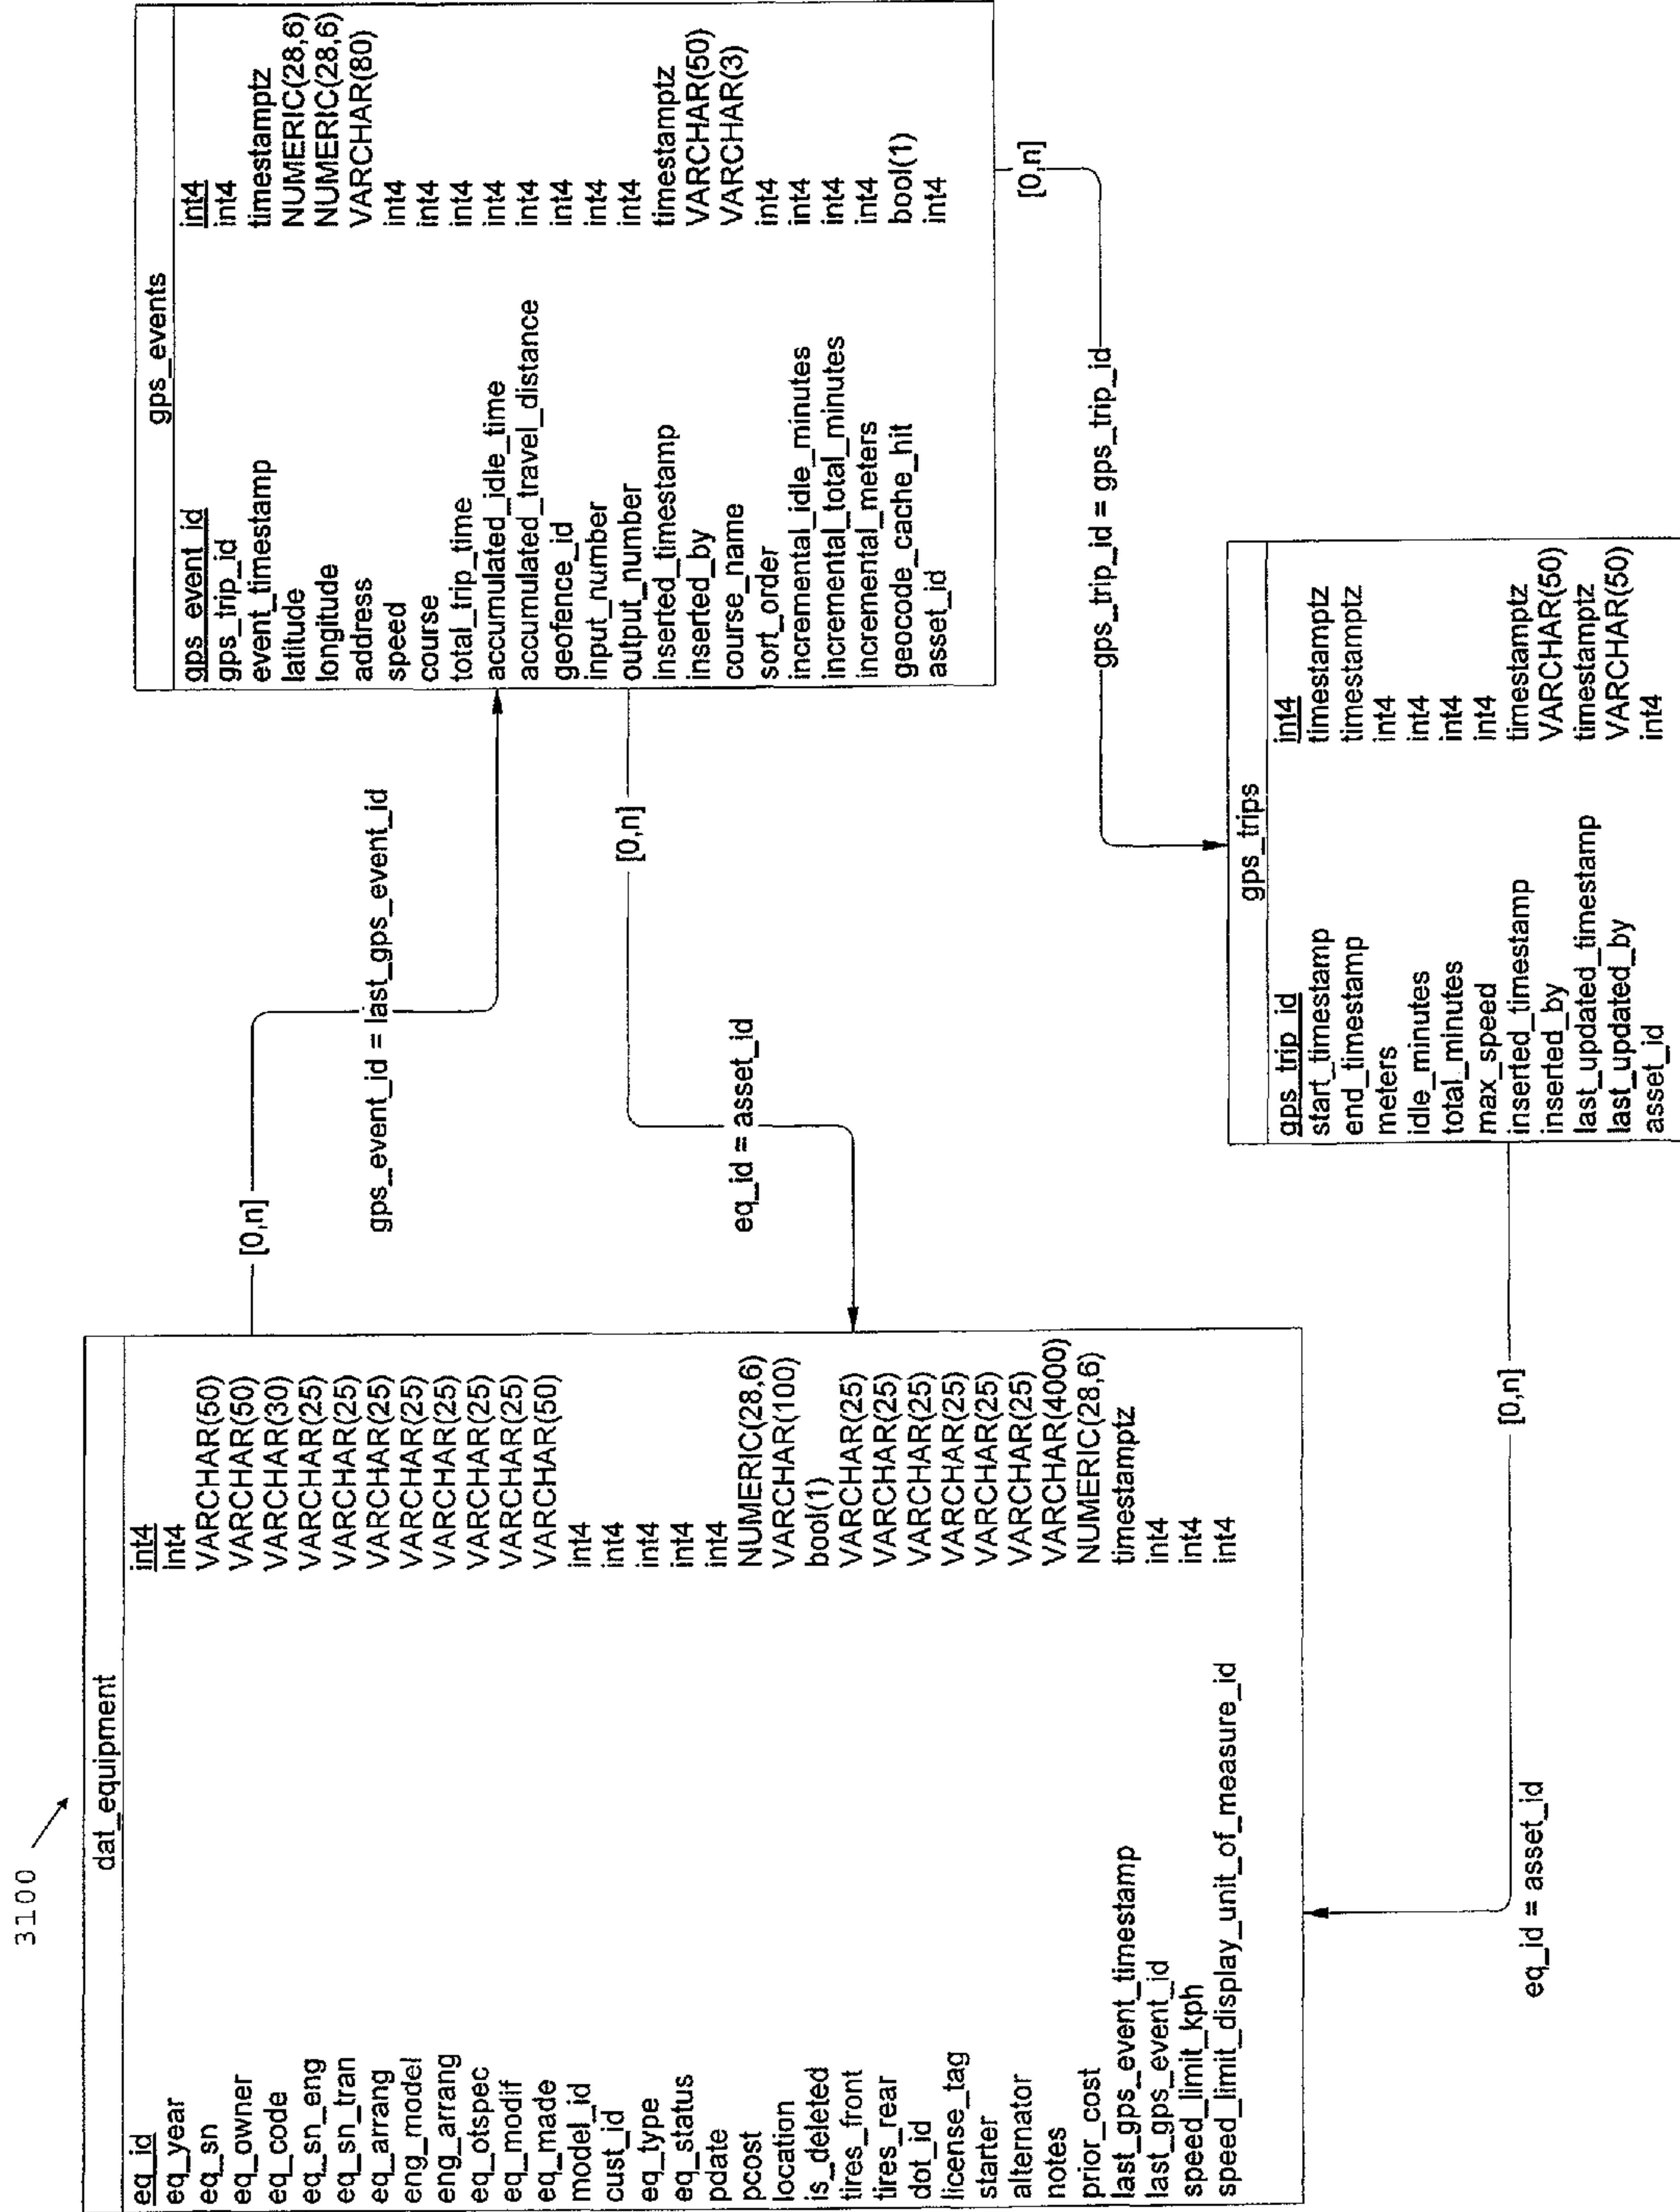 3100
dat_equipment
eq_id int4
eq_year int4
eq_sn VARCHAR(50)
eq_owner VARCHAR(50)
eq_code VARCHAR(30)
eq_sn_eng VARCHAR(25)
eq_sn_tran VARCHAR(25)
eq_arrang VARCHAR(25)
eng_model VARCHAR(25)
eng_arrang VARCHAR(25)
eq_otspec VARCHAR(25)
eq_modif VARCHAR(25)
eq_made VARCHAR(50)
model_id int4
cust_id int4
eq_type int4
eq_status int4
pdate int4
pcost NUMERIC(28,6)
location VARCHAR(100)
is_deleted bool(1)
tires_front VARCHAR(25)
tires_rear VARCHAR(25)
dot_id VARCHAR(25)
license_tag VARCHAR(25)
starter VARCHAR(25)
alternator VARCHAR(25)
notes VARCHAR(4000)
prior_cost NUMERIC(28,6)
last_gps_event_timestamp timestamptz
last_gps_event_id int4
speed_limit_kph int4
speed_limit_display_unit_of_measure_id int4
[0,n]
gps_event_id = last_gps_event_id
[0,n]
eq_id = asset_id
gps_events
gps_event_id int4
gps_trip_id int4
event_timestamp timestamptz
latitude NUMERIC(28,6)
longitude NUMERIC(28,6)
address VARCHAR(80)
speed int4
course int4
total_trip_time int4
accumulated_idle_time int4
accumulated_travel_distance int4
geofence_id int4
input_number int4
output_number int4
inserted_timestamp timestamptz
inserted_by VARCHAR(50)
course_name VARCHAR(3)
sort_order int4
incremental_idle_minutes int4
incremental_total_minutes int4
incremental_meters int4
geocode_cache_hit bool(1)
asset_id int4
[0,n]
gps_trip_id = gps_trip_id
gps_trips
gps_trip_id int4
start_timestamp timestamptz
end_timestamp timestamptz
meters int4
idle_minutes int4
total_minutes int4
max_speed int4
inserted_timestamp timestamptz
inserted_by VARCHAR(50)
last_updated_timestamp timestamptz
last_updated_by VARCHAR(50)
asset_id int4
[0,n]
eq_id = asset_id